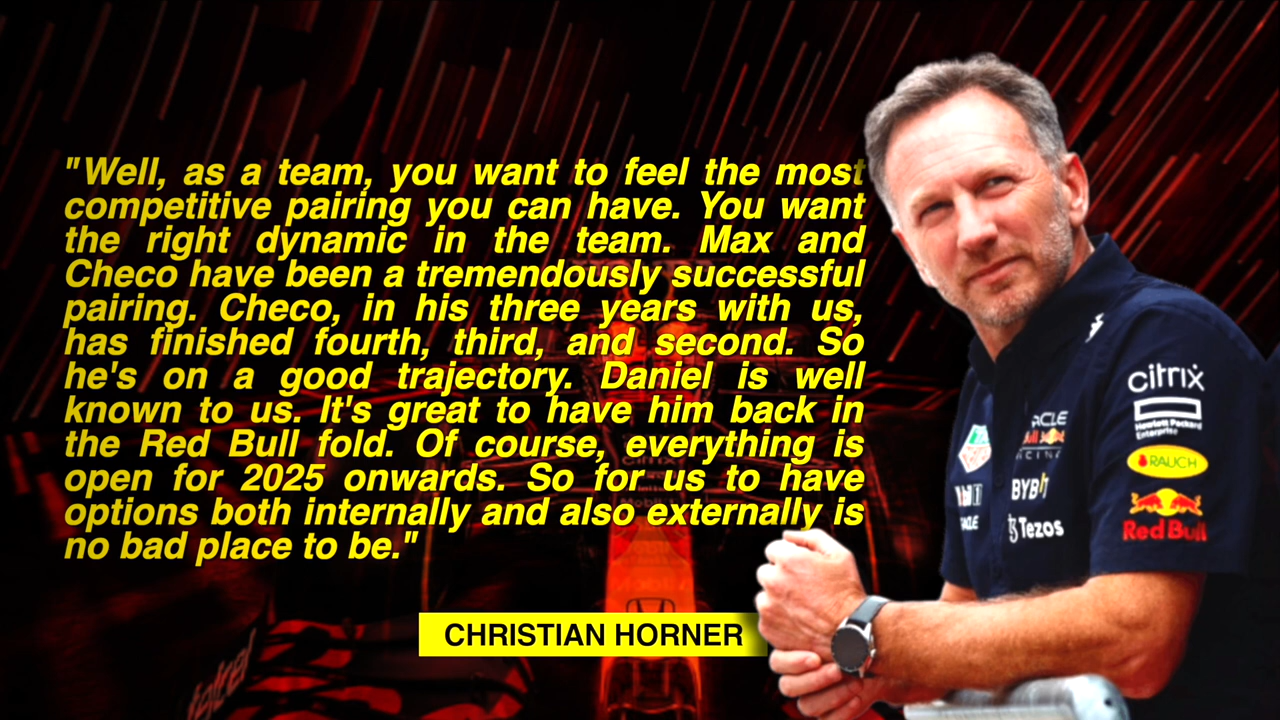 "Well, as a team, you want to feel the most
competitive pairing you can have. You want
the right dynamic in the team. Max and
Checo have been a tremendously successful
pairing. Checo, in his three years with us,
has finished fourth, third, and second. So
he's on a good trajectory. Daniel is well
known to us. It's great to have him back in
the Red Bull fold. Of course, everything is
open for 2025 onwards. So for us to have
options both internally and also externally is
no bad place to be."
CHRISTIAN HORNER
citrix
Hewlett Packard
Enterprise
RAUCH
Red Bull
BYBIT
Tezos